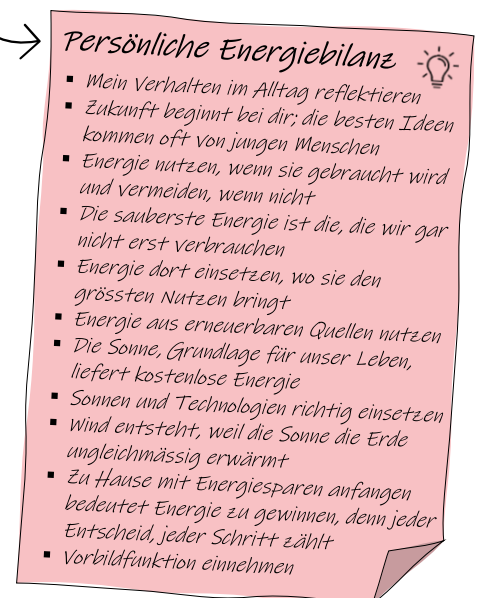 Persönliche Energiebilanz
▪ Mein Verhalten im Alltag reflektieren
▪ Zukunft beginnt bei dir; die besten Ideen
kommen oft von jungen Menschen
▪ Energie nutzen, wenn sie gebraucht wird
und vermeiden, wenn nicht
▪ Die sauberste Energie ist die, die wir gar
nicht erst verbrauchen
▪ Energie dort einsetzen, wo sie den
grössten Nutzen bringt
▪ Energie aus erneuerbaren Quellen nutzen
▪ Die Sonne, Grundlage für unser Leben,
liefert kostenlose Energie
▪ Sonnen und Technologien richtig einsetzen
▪ Wind entsteht, weil die Sonne die Erde
ungleichmässig erwärmt
▪ Zu Hause mit Energiesparen anfangen
bedeutet Energie zu gewinnen, denn jeder
Entscheid, jeder Schritt zählt
▪ Vorbildfunktion einnehmen